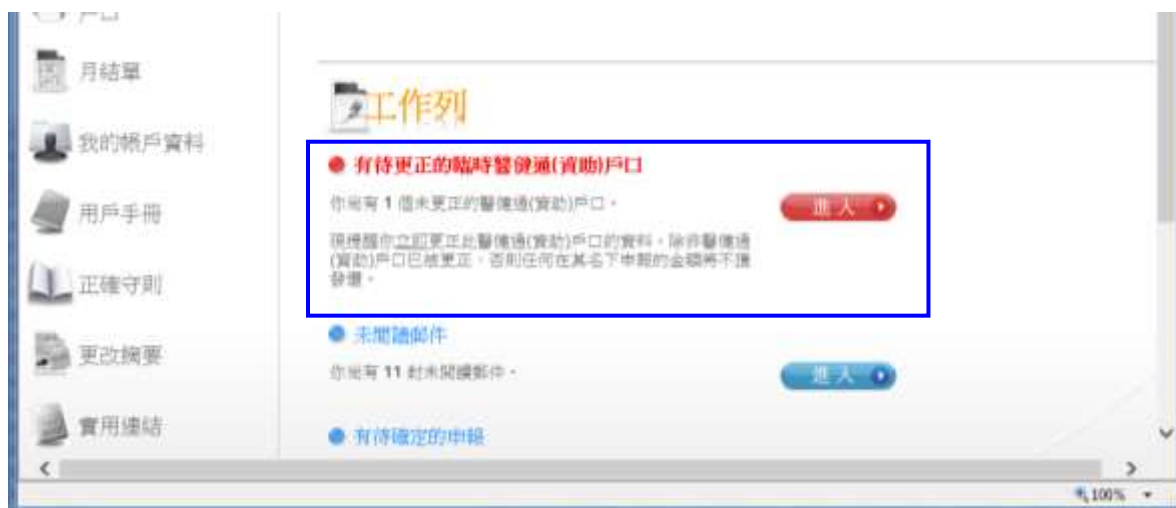 戶口
月結單
我的帳戶資料
用戶手冊
正確守則
更改摘要
實用連結
工作列
有待更正的臨時醫健通(資助)戶口
你尚有 1 個未更正的醫健通(資助)戶口。
進入
現提醒你立即更正此醫健通(資助)戶口的資料。除非醫健通
(資助)戶口已被更正，否則任何在其名下申報的金額將不獲
發還。
未閱讀郵件
你尚有 11 封未閱讀郵件。
進入
有待確定的申報
100%